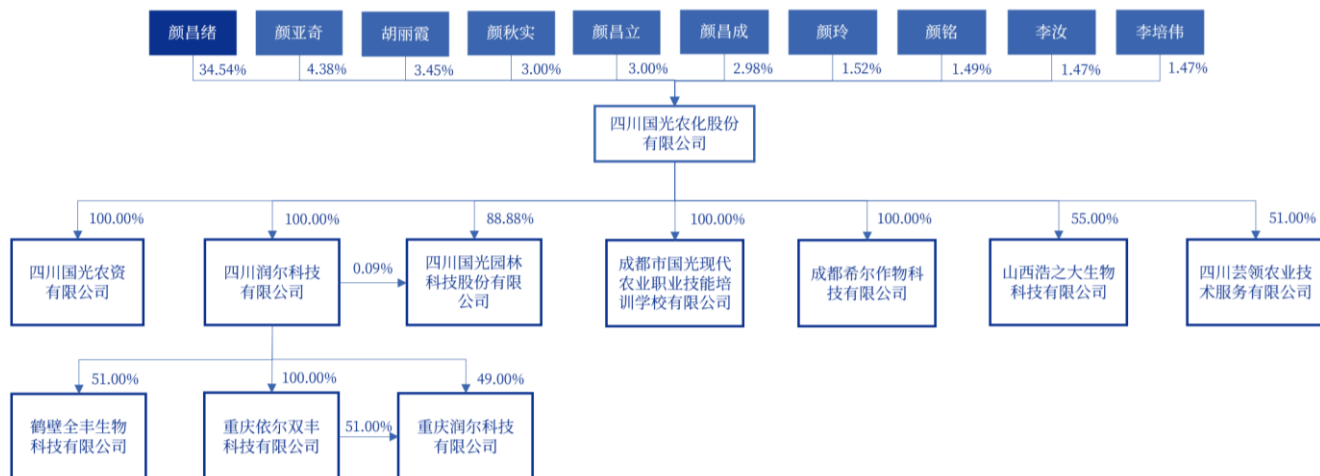 颜昌绪
颜亚奇
胡丽霞
颜秋实
颜昌立
颜昌成
颜玲
颜铭
李汝
李培伟
34.54%
4.38%
3.45%
3.00%
3.00%
2.98%
1.52%
1.49%
1.47%
1.47%
四川国光农化股份
有限公司
100.00%
100.00%
88.88%
100.00%
100.00%
55.00%
51.00%
四川国光农资
有限公司
四川润尔科技
有限公司
0.09%
四川国光园林
科技股份有限
公司
成都市国光现代
农业职业技能培
训学校有限公司
成都希尔作物科
技有限公司
山西浩之大生物
科技有限公司
四川芸领农业技
术服务有限公司
51.00%
100.00%
49.00%
鹤壁全丰生物
科技有限公司
重庆依尔双丰
科技有限公司
51.00%
重庆润尔科技
有限公司